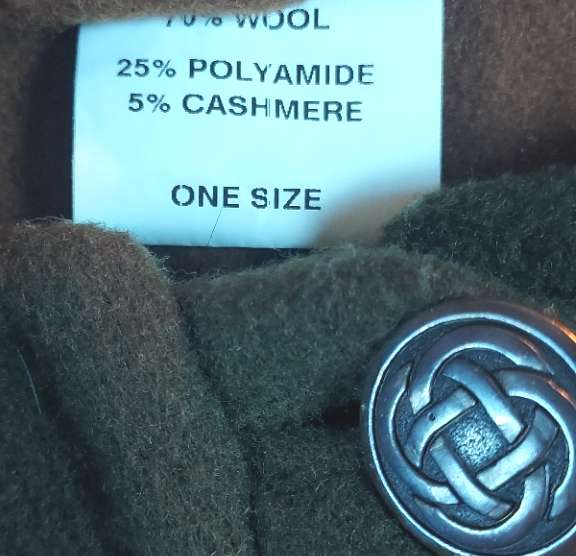 70% WOOL
25% POLYAMIDE
5% CASHMERE
ONE SIZE